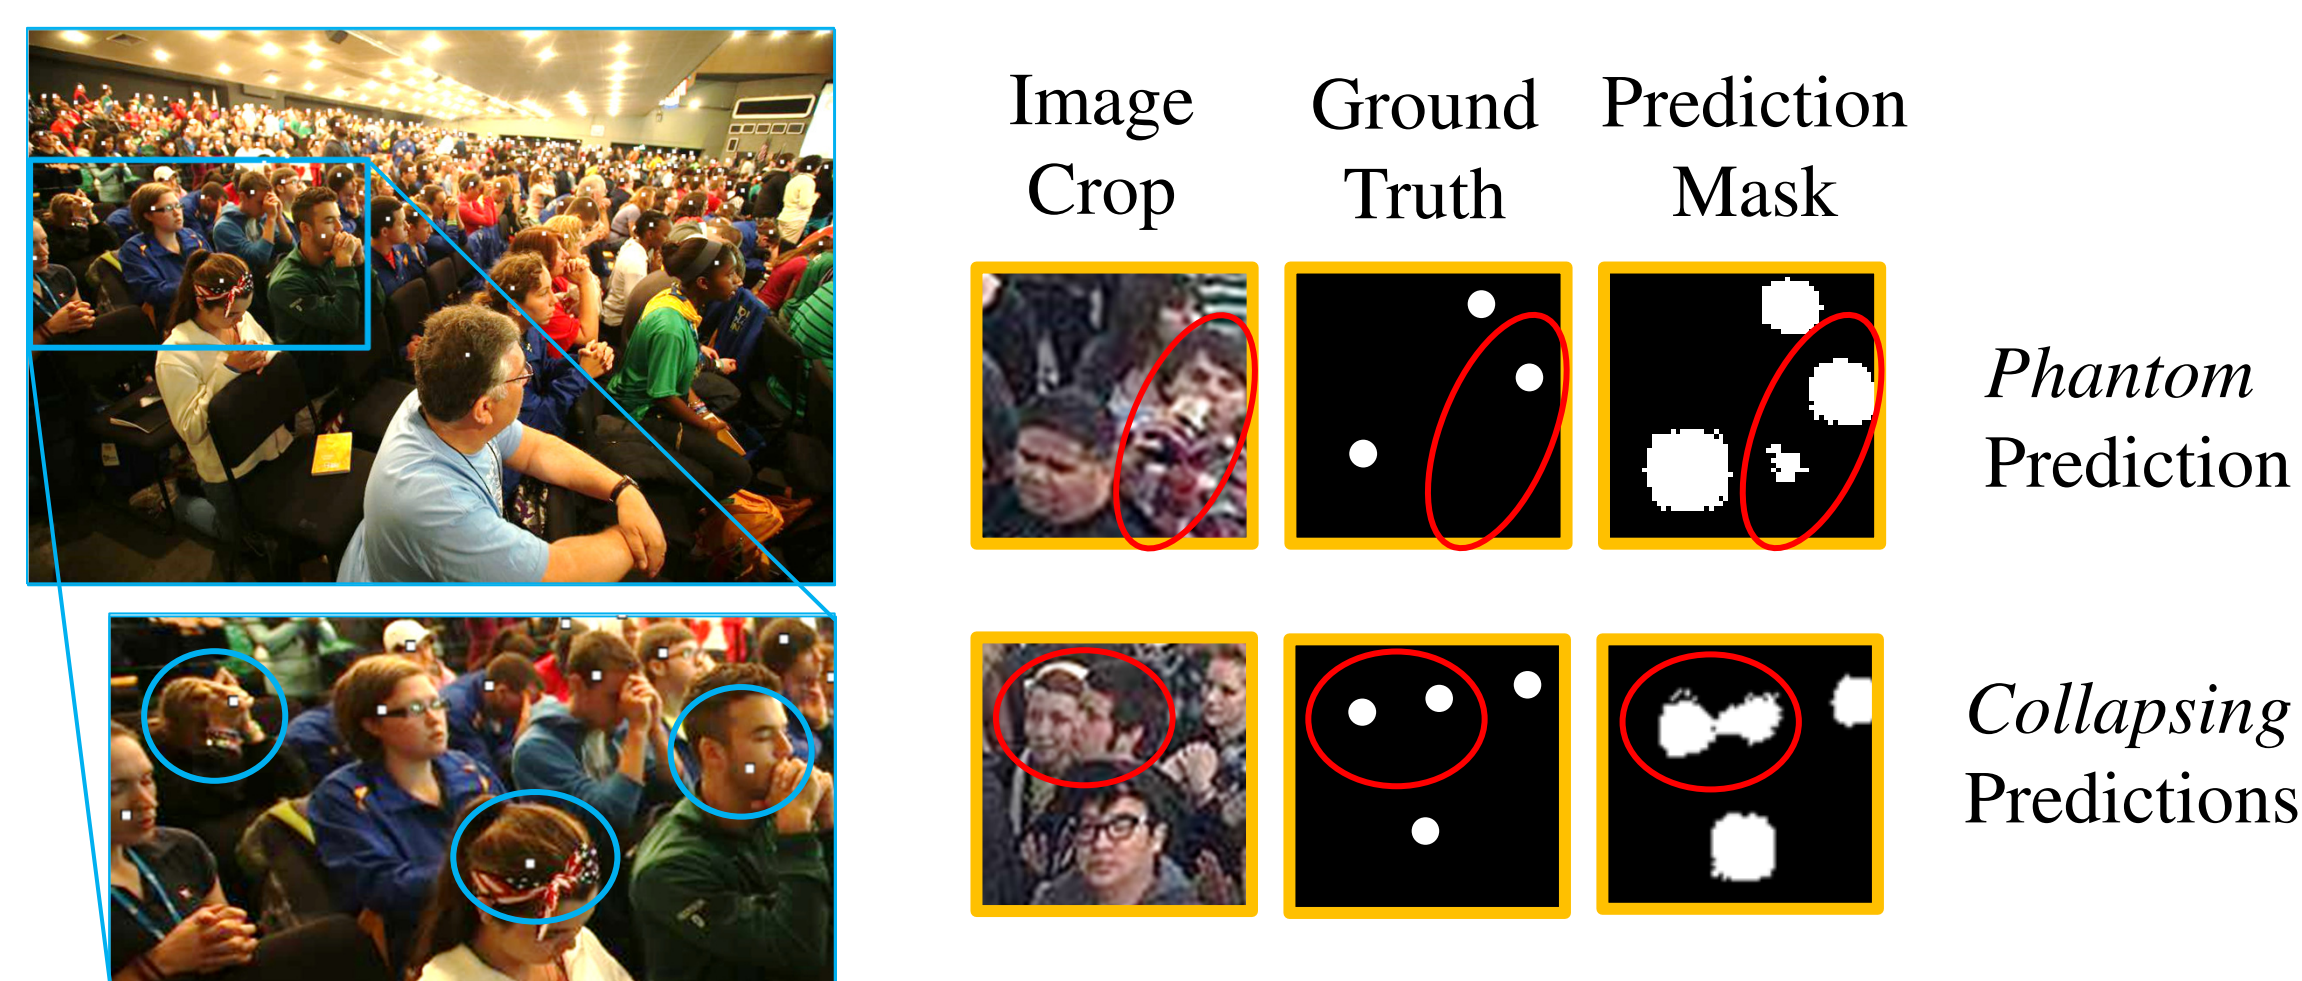 Image
Crop
Ground
Truth
Prediction
Mask
Phantom
Prediction
Collapsing
Predictions